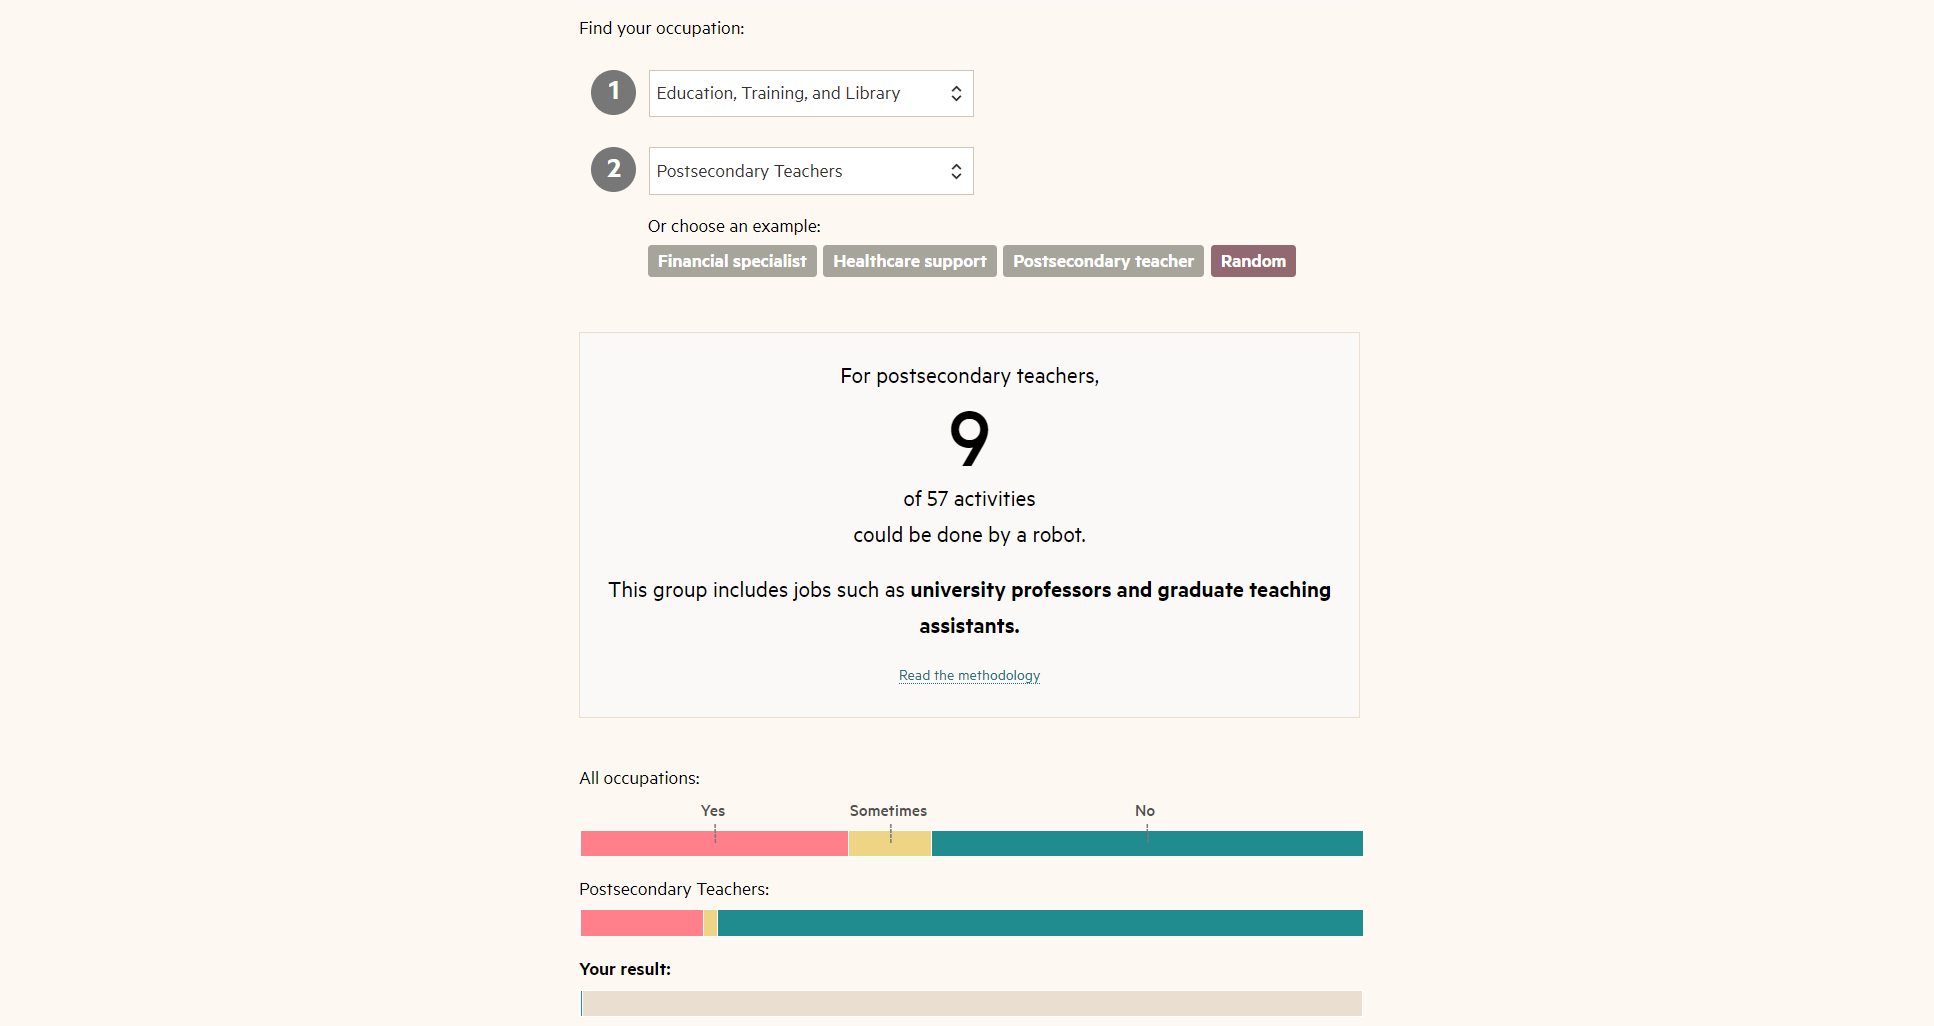 Find your occupation:
1
Education, Training, and Library
2
Postsecondary Teachers
Or choose an example:
Financial specialist Healthcare support Postsecondary teacher Random
For postsecondary teachers,
9
of 57 activities
could be done by a robot.
This group includes jobs such as university professors and graduate teaching
assistants.
Read the methodology
All occupations:
Yes Sometimes No
Postsecondary Teachers:
Your result: